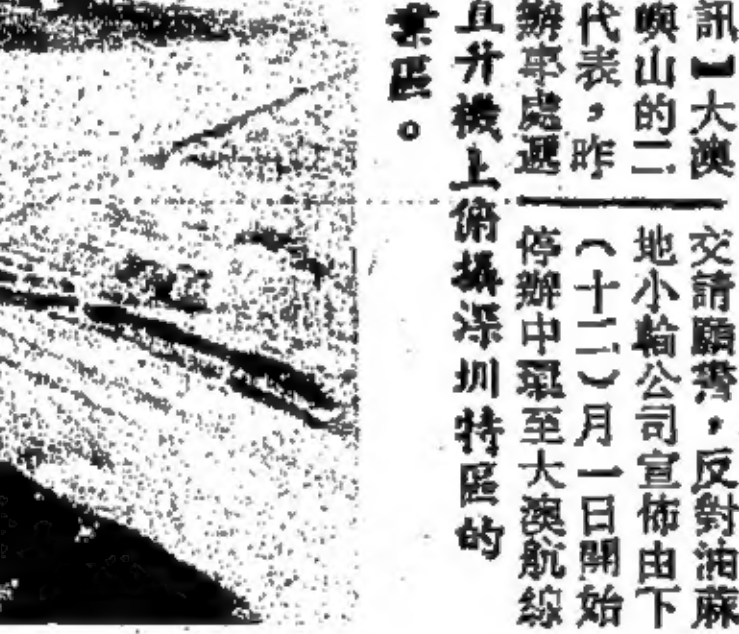 訊】大澳
嶼山的二
代表，昨
辦事處遞
交請願書，反對油蔴
地小輪公司宣佈由下
（十二）月一日開始
停辦中環至大澳航線
直升機上俯攝深圳特區的
業區。